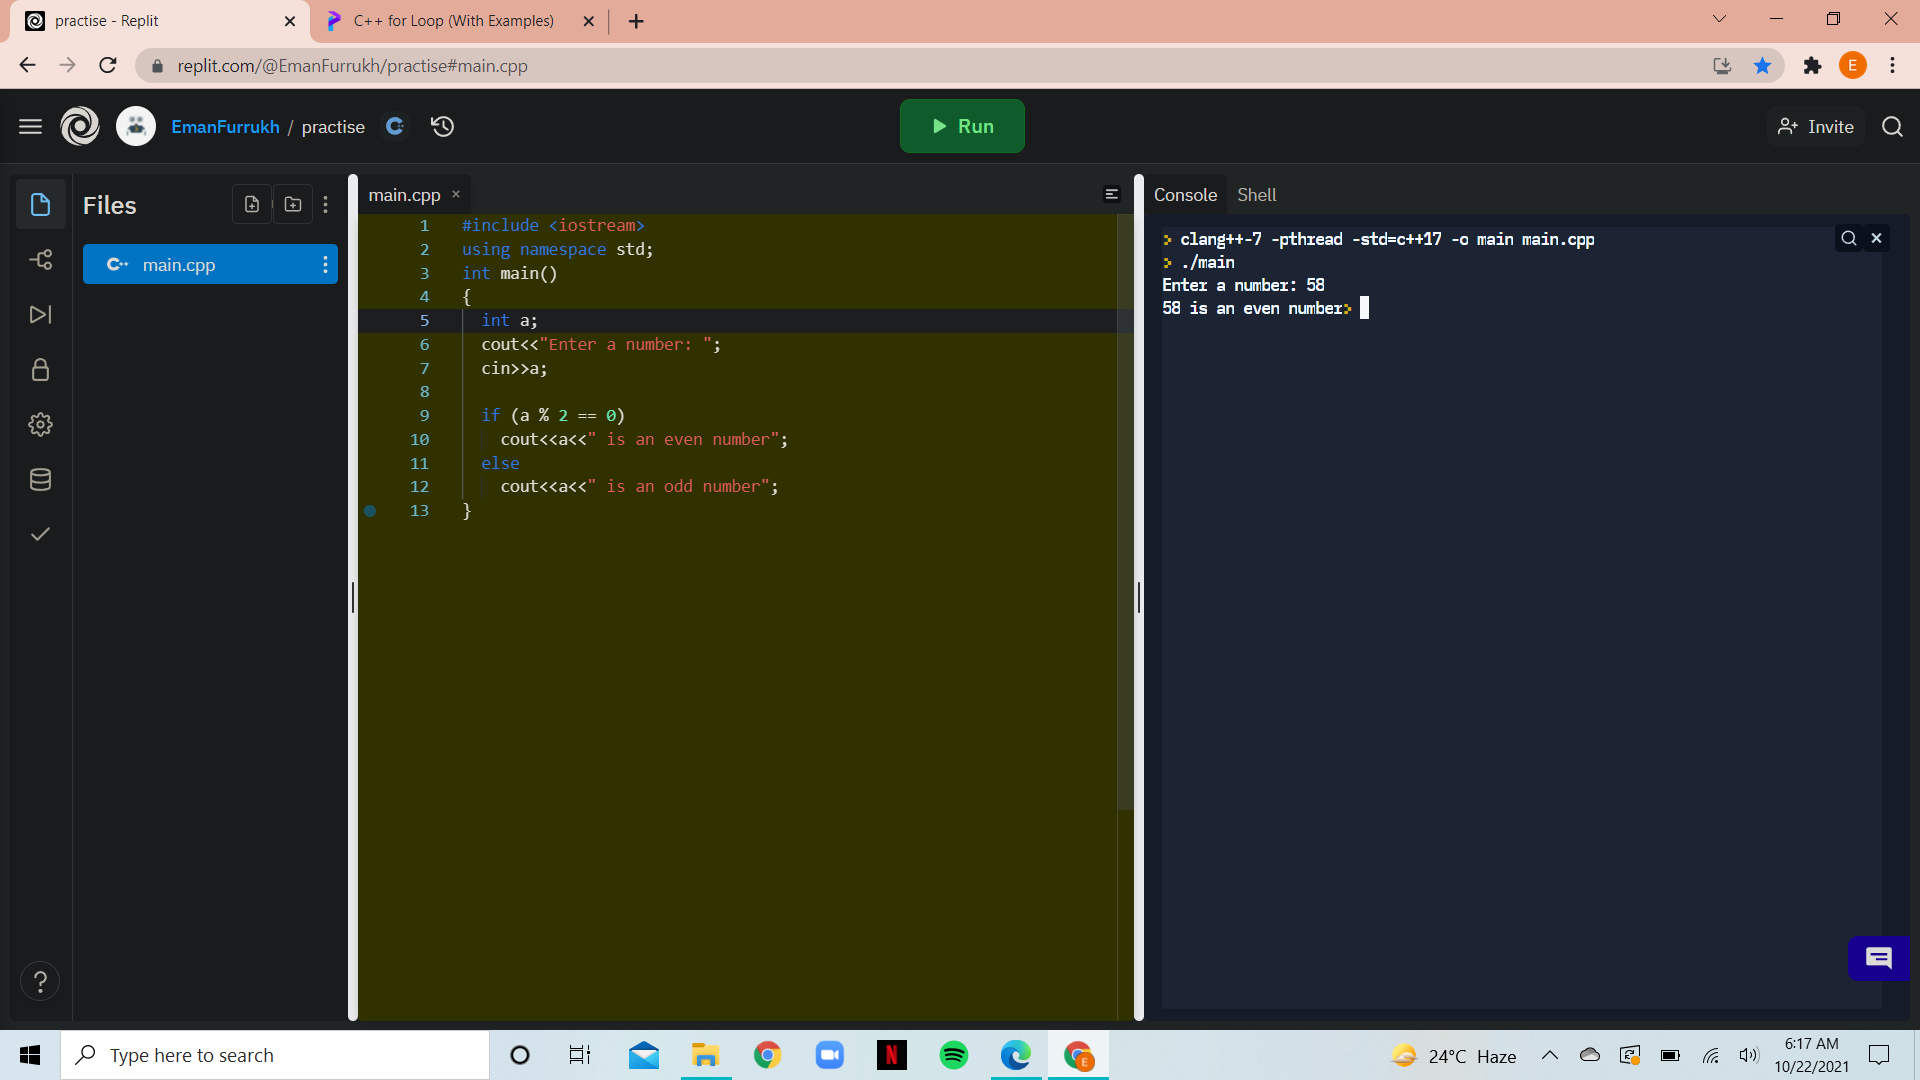 practise - Replit
C++ for Loop (With Examples)
replit.com/@EmanFurrukh/practise#main.cpp
E
EmanFurrukh / practise
Run
Invite
Files
main.cpp
main.cpp
1 #include <iostream>
2 using namespace std;
3 int main()
4 {
5 int a;
6 cout<<"Enter a number: ";
7 cin>>a;
8
9 if (a % 2 == 0)
10 cout<<a<<" is an even number";
11 else
12 cout<<a<<" is an odd number";
13 }
Console Shell
> clang++-7 -pthread -std=c++17 -o main main.cpp
> ./main
Enter a number: 58
58 is an even number>
?
Type here to search
N
E
24°C Haze
6:17 AM
10/22/2021